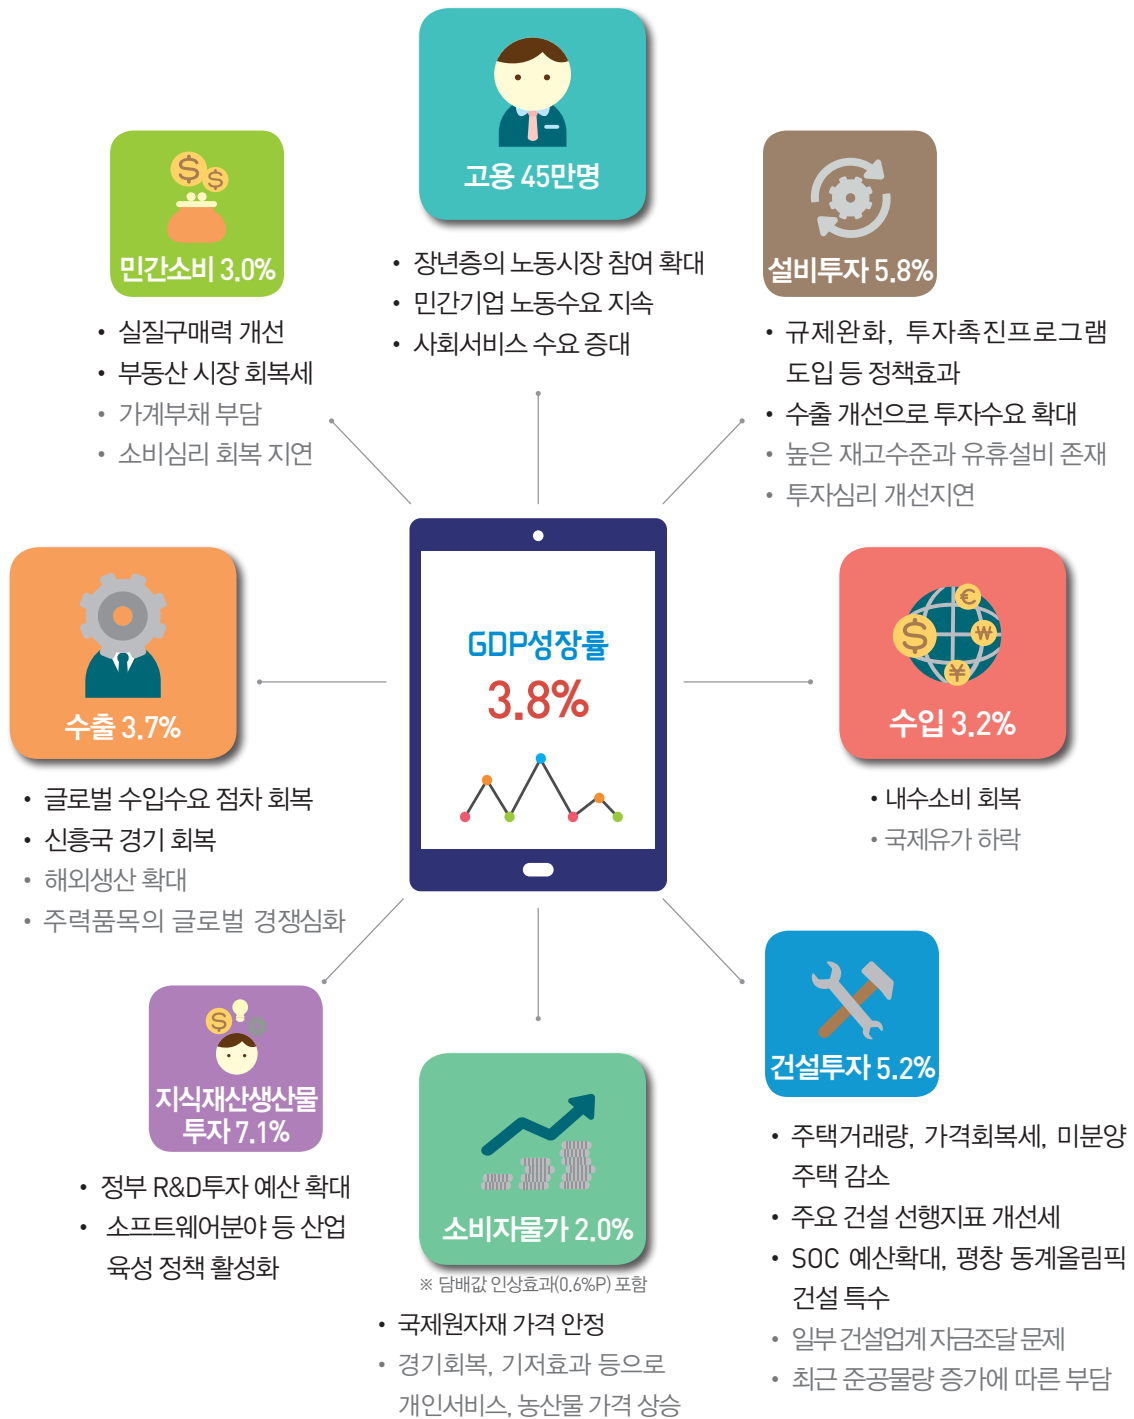 고용 45만명
• 장년층의 노동시장 참여 확대
• 민간기업 노동수요 지속
• 사회서비스 수요 증대
민간소비 3.0%
• 실질구매력 개선
• 부동산 시장 회복세
• 가계부채 부담
• 소비심리 회복 지연
설비투자 5.8%
• 규제완화, 투자촉진프로그램
도입 등 정책효과
• 수출 개선으로 투자수요 확대
• 높은 재고수준과 유휴설비 존재
• 투자심리 개선지연
GDP성장률
3.8%
수출 3.7%
• 글로벌 수입수요 점차 회복
• 신흥국 경기 회복
• 해외생산 확대
• 주력품목의 글로벌 경쟁심화
수입 3.2%
• 내수소비 회복
• 국제유가 하락
지식재산생산물
투자 7.1%
• 정부 R&D투자 예산 확대
• 소프트웨어분야 등 산업
육성 정책 활성화
소비자물가 2.0%
※ 담배값 인상효과(0.6%P) 포함
• 국제원자재 가격 안정
• 경기회복, 기저효과 등으로
개인서비스, 농산물 가격 상승
건설투자 5.2%
• 주택거래량, 가격회복세, 미분양
주택 감소
• 주요 건설 선행지표 개선세
• SOC 예산확대, 평창 동계올림픽
건설 특수
• 일부 건설업계 자금조달 문제
• 최근 준공물량 증가에 따른 부담